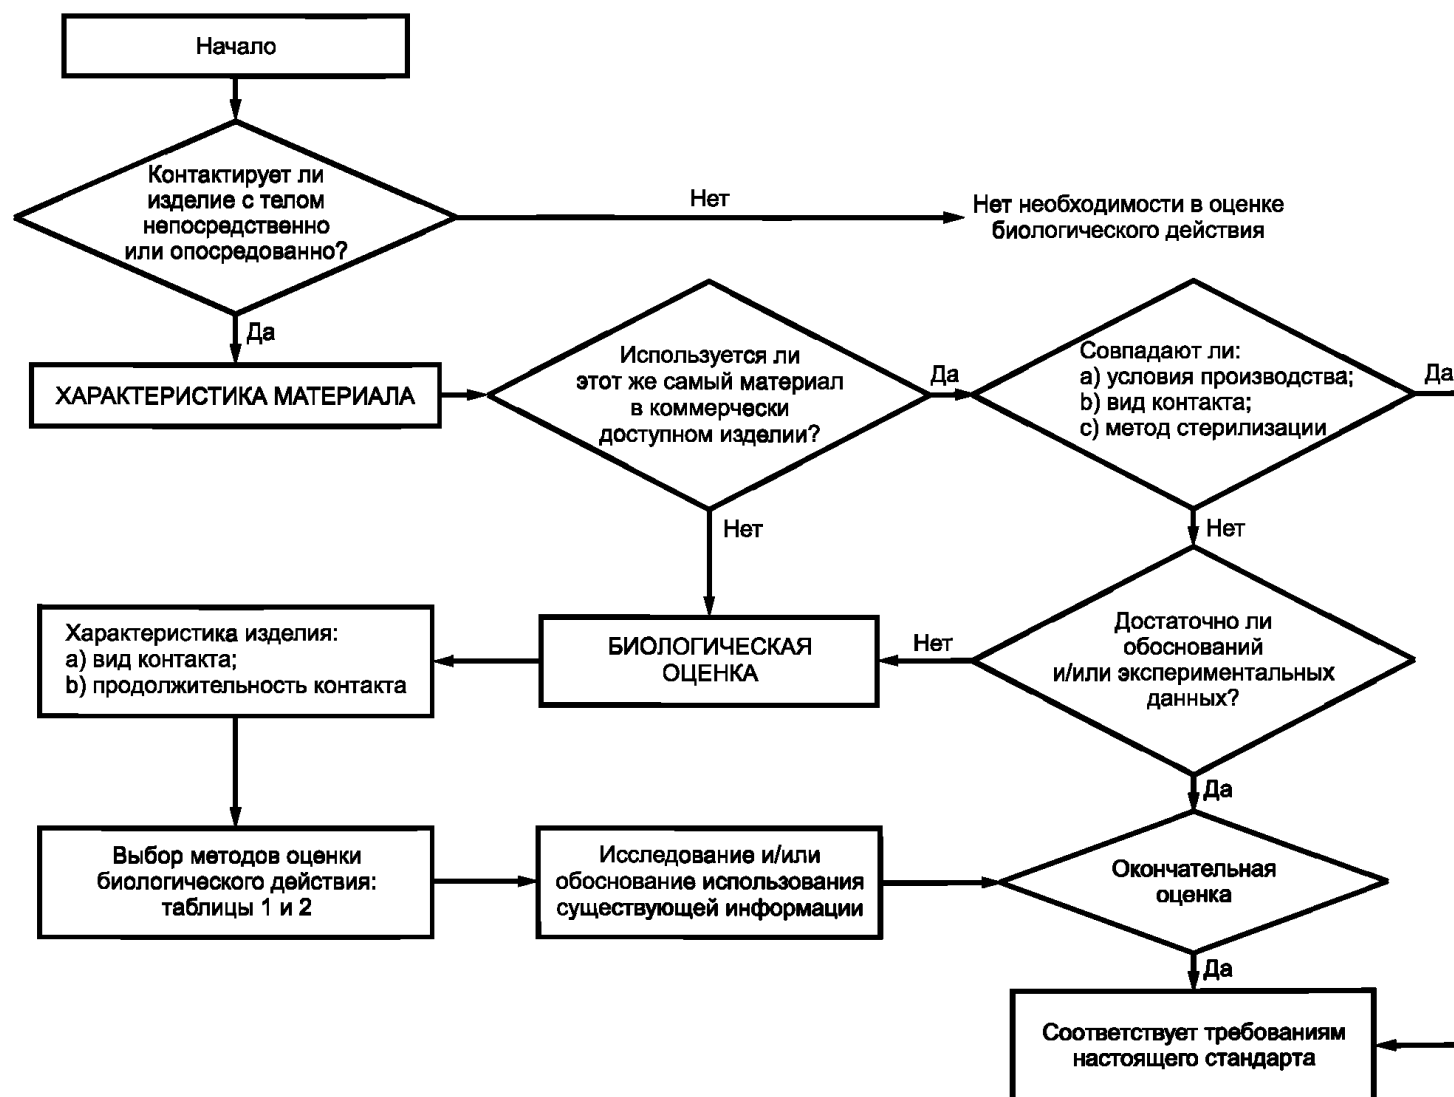 Начало
Контактирует ли
изделие с телом
непосредственно
или опосредованно?
Нет
Нет необходимости в оценке
биологического действия
Да
ХАРАКТЕРИСТИКА МАТЕРИАЛА
Используется ли
этот же самый материал
в коммерчески
доступном изделии?
Да
Совпадают ли:
a) условия производства;
b) вид контакта;
c) метод стерилизации
Да
Нет
Нет
Достаточно ли
обоснований
и/или экспериментальных
данных?
Нет
БИОЛОГИЧЕСКАЯ
ОЦЕНКА
Характеристика изделия:
a) вид контакта;
b) продолжительность контакта
Да
Выбор методов оценки
биологического действия:
таблицы 1 и 2
Исследование и/или
обоснование использования
существующей информации
Окончательная
оценка
Да
Соответствует требованиям
настоящего стандарта